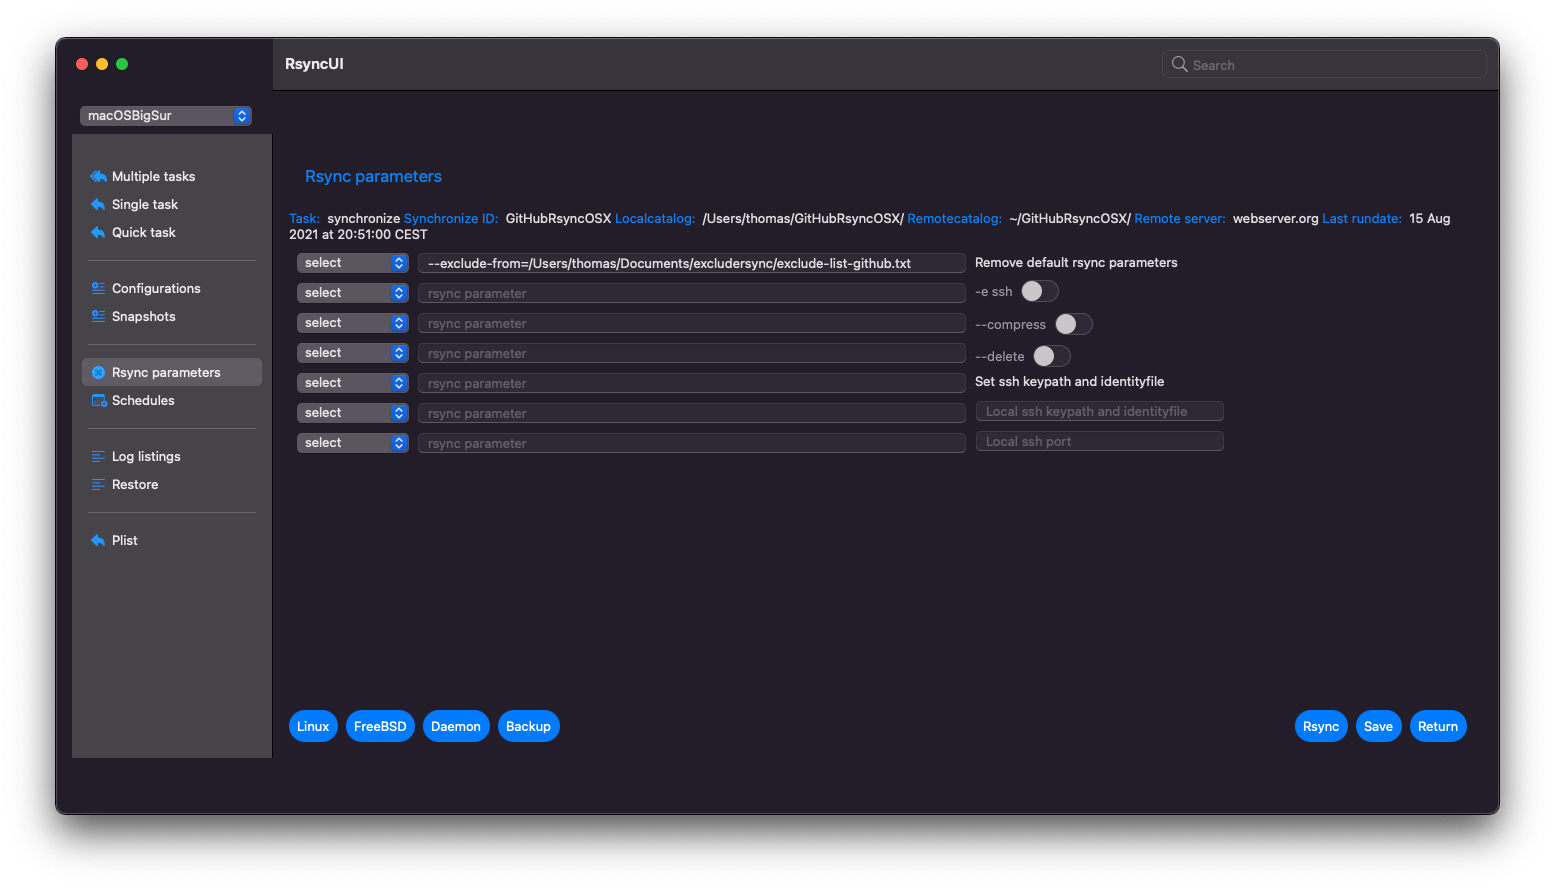 RsyncUI
Search
macOSBigSur
Multiple tasks
Single task
Quick task
Configurations
Snapshots
Rsync parameters
Schedules
Log listings
Restore
Plist
Rsync parameters
Task: synchronize Synchronize ID: GitHubRsyncOSX Localcatalog: /Users/thomas/GitHubRsyncOSX/ Remotecatalog: ~/GitHubRsyncOSX/ Remote server: webserver.org Last rundate: 15 Aug
2021 at 20:51:00 CEST
select --exclude-from=/Users/thomas/Documents/excludersync/exclude-list-github.txt Remove default rsync parameters
select rsync parameter -e ssh
select rsync parameter --compress
select rsync parameter --delete
select rsync parameter Set ssh keypath and identityfile
select rsync parameter Local ssh keypath and identityfile
select rsync parameter Local ssh port
Linux FreeBSD Daemon Backup Rsync Save Return